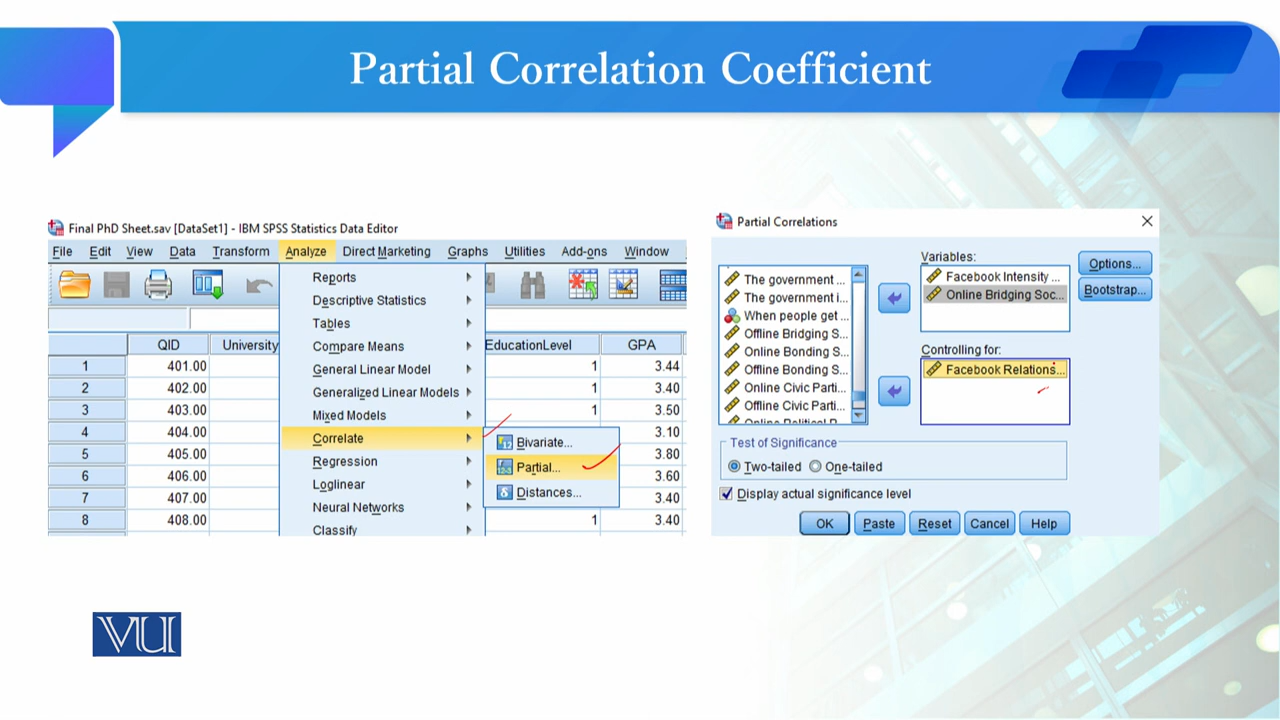 Partial Correlation Coefficient
Final PhD Sheet.sav [DataSet1] - IBM SPSS Statistics Data Editor
File Edit View Data Transform Analyze Direct Marketing Graphs Utilities Add-ons Window
Reports
Descriptive Statistics
Tables
Compare Means
General Linear Model
Generalized Linear Models
Mixed Models
Correlate
Regression
Loglinear
Neural Networks
Classify
Bivariate...
Partial...
Distances...
QID University EducationLevel GPA
1 401.00 1 3.44
2 402.00 1 3.40
3 403.00 1 3.50
4 404.00 3.10
5 405.00 3.80
6 406.00 3.60
7 407.00 3.40
8 408.00 1 3.40
Partial Correlations
The government ...
The government i...
When people get ...
Offline Bridging S...
Online Bonding S...
Offline Bonding S...
Online Civic Parti...
Offline Civic Parti...
Variables:
Facebook Intensity ...
Online Bridging Soc...
Controlling for:
Facebook Relations...
Options...
Bootstrap...
Test of Significance
Two-tailed One-tailed
Display actual significance level
OK Paste Reset Cancel Help
VU